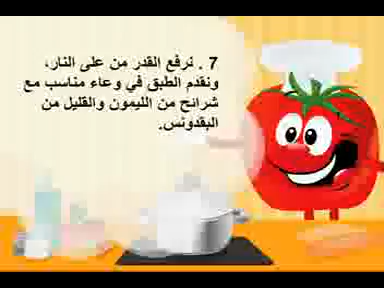 7 . نرفع القدر من على النار،
ونقدم الطبق في وعاء مناسب مع
شرائح من الليمون والقليل من
البقدونس.